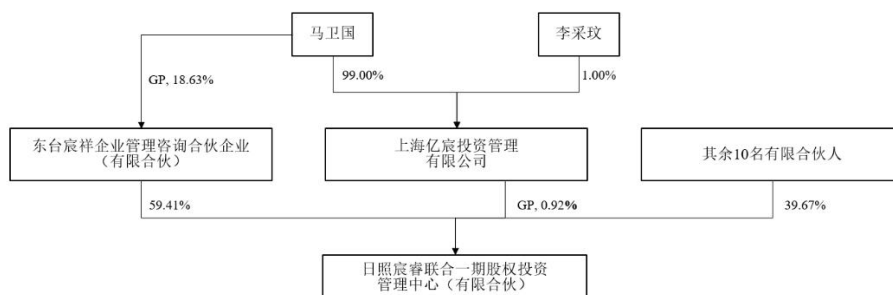 马卫国
李采玟
GP, 18.63%
99.00%
1.00%
东台宸祥企业管理咨询合伙企业
（有限合伙）
上海亿宸投资管理
有限公司
其余10名有限合伙人
59.41%
GP, 0.92%
39.67%
日照宸睿联合一期股权投资
管理中心（有限合伙）